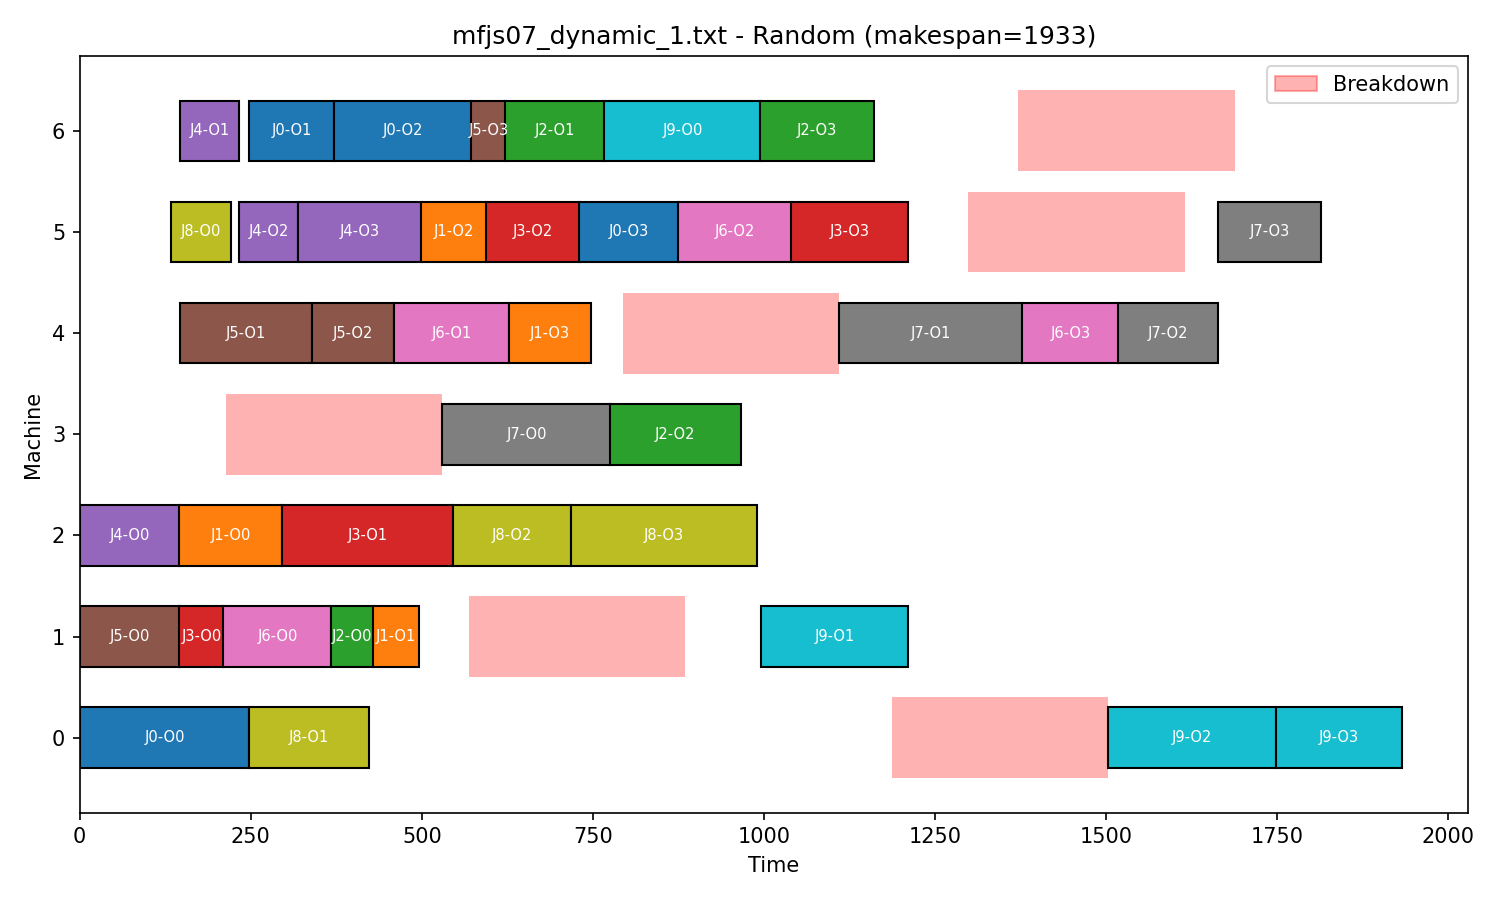 mfjs07_dynamic_1.txt - Random (makespan=1933)
Breakdown
6
J4-O1 J0-O1 J0-O2 J5-O3 J2-O1 J9-O0 J2-O3
5
J8-O0 J4-O2 J4-O3 J1-O2 J3-O2 J0-O3 J6-O2 J3-O3 J7-O3
4
J5-O1 J5-O2 J6-O1 J1-O3 J7-O1 J6-O3 J7-O2
3
J7-O0 J2-O2
2
J4-O0 J1-O0 J3-O1 J8-O2 J8-O3
1
J5-O0 J3-O0 J6-O0 J2-O0 J1-O1 J9-O1
0
J0-O0 J8-O1 J9-O2 J9-O3
Machine
0 250 500 750 1000 1250 1500 1750 2000
Time